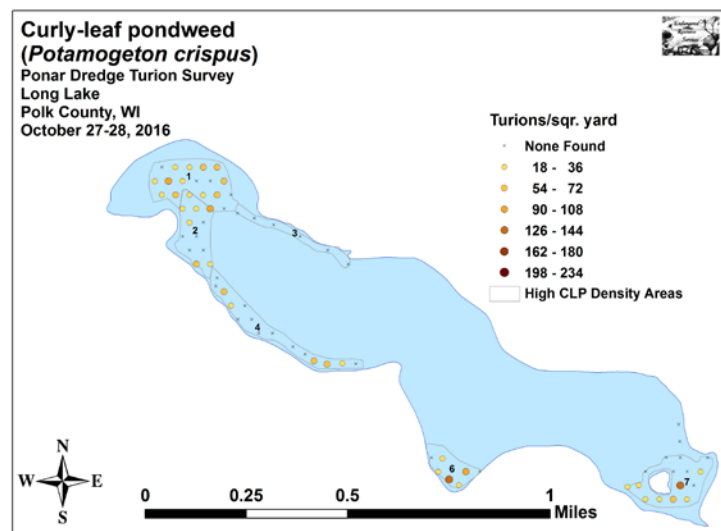 Curly-leaf pondweed
(Potamogeton crispus)
Ponar Dredge Turion Survey
Long Lake
Polk County, WI
October 27-28, 2016
Turions/sqr. yard
None Found
18 - 36
54 - 72
90 - 108
126 - 144
162 - 180
198 - 234
High CLP Density Areas
1
2
3
4
6
7
N
W E
S
0 0.25 0.5 1
Miles